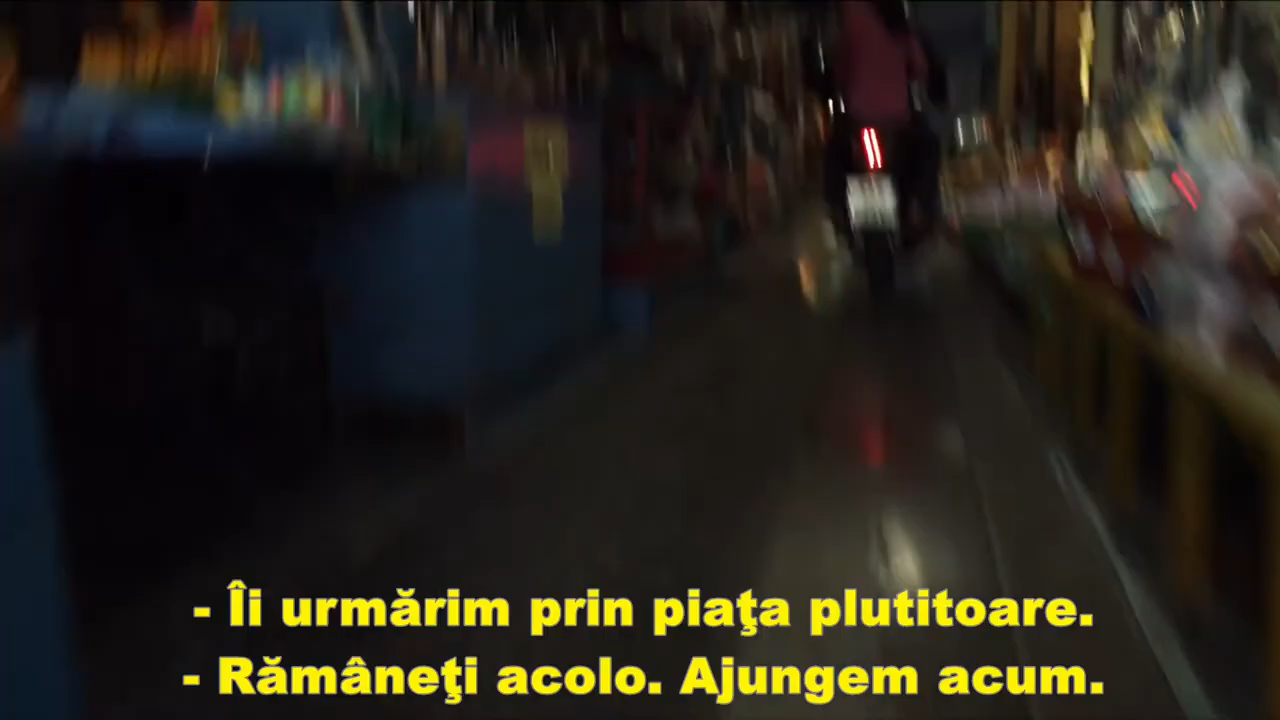 - Îi urmărim prin piaţa plutitoare.
- Rămâneţi acolo. Ajungem acum.